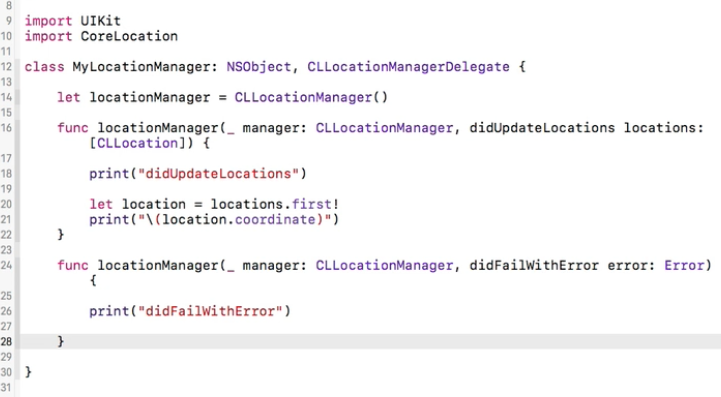 8
9 import UIKit
10 import CoreLocation
11
12 class MyLocationManager: NSObject, CLLocationManagerDelegate {
13
14     let locationManager = CLLocationManager()
15
16     func locationManager(_ manager: CLLocationManager, didUpdateLocations locations:
            [CLLocation]) {
17
18         print("didUpdateLocations")
19
20         let location = locations.first!
21         print("\(location.coordinate)")
22     }
23
24     func locationManager(_ manager: CLLocationManager, didFailWithError error: Error)
            {
25
26         print("didFailWithError")
27
28     }
29
30 }
31